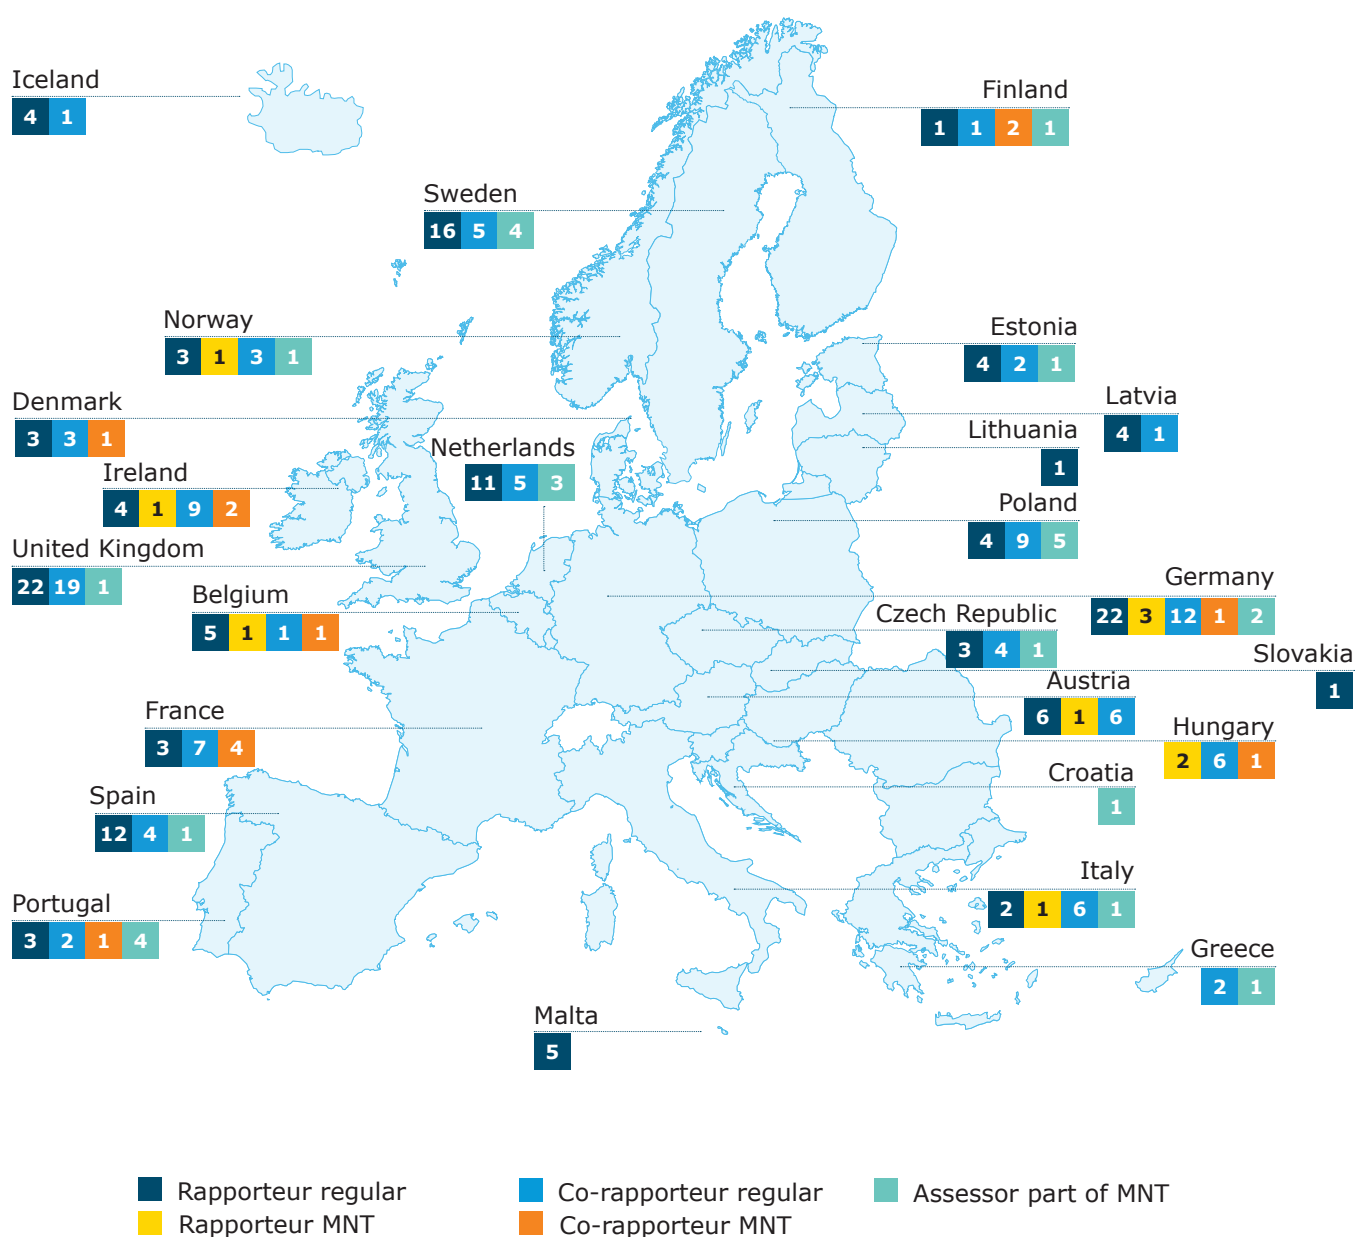 Iceland
4 1
Finland
1 1 2 1
Sweden
16 5 4
Norway
3 1 3 1
Estonia
4 2 1
Denmark
3 3 1
Latvia
4 1
Netherlands
11 5 3
Lithuania
1
Ireland
4 1 9 2
Poland
4 9 5
United Kingdom
22 19 1
Germany
22 3 12 1 2
Belgium
5 1 1 1
Czech Republic
3 4 1
Slovakia
1
Austria
6 1 6
France
3 7 4
Hungary
2 6 1
Croatia
1
Spain
12 4 1
Italy
2 1 6 1
Portugal
3 2 1 4
Greece
2 1
Malta
5
Rapporteur regular
Co-rapporteur regular
Assessor part of MNT
Rapporteur MNT
Co-rapporteur MNT